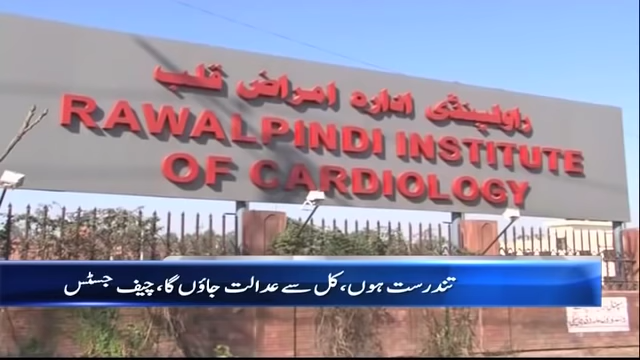 راولپنڈی ادارہ امراض قلب
RAWALPINDI INSTITUTE
OF CARDIOLOGY
تندرست ہوں، کل سے عدالت جاؤں گا، چیف جسٹس